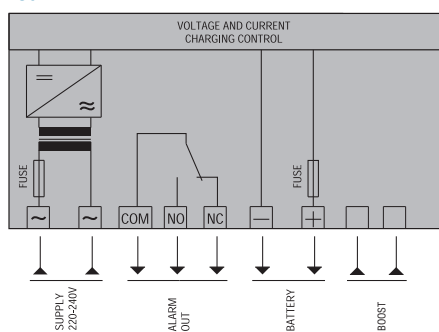 VOLTAGE AND CURRENT
CHARGING CONTROL
FUSE
FUSE
~
~
COM
NO
NC
—
+
SUPPLY
220-240V
ALARM
OUT
BATTERY
BOOST